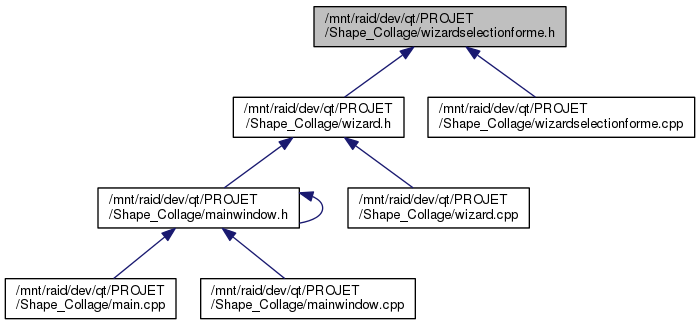 /mnt/raid/dev/qt/PROJET
/Shape_Collage/wizardselectionforme.h
/mnt/raid/dev/qt/PROJET
/Shape_Collage/wizard.h
/mnt/raid/dev/qt/PROJET
/Shape_Collage/wizardselectionforme.cpp
/mnt/raid/dev/qt/PROJET
/Shape_Collage/mainwindow.h
/mnt/raid/dev/qt/PROJET
/Shape_Collage/wizard.cpp
/mnt/raid/dev/qt/PROJET
/Shape_Collage/main.cpp
/mnt/raid/dev/qt/PROJET
/Shape_Collage/mainwindow.cpp